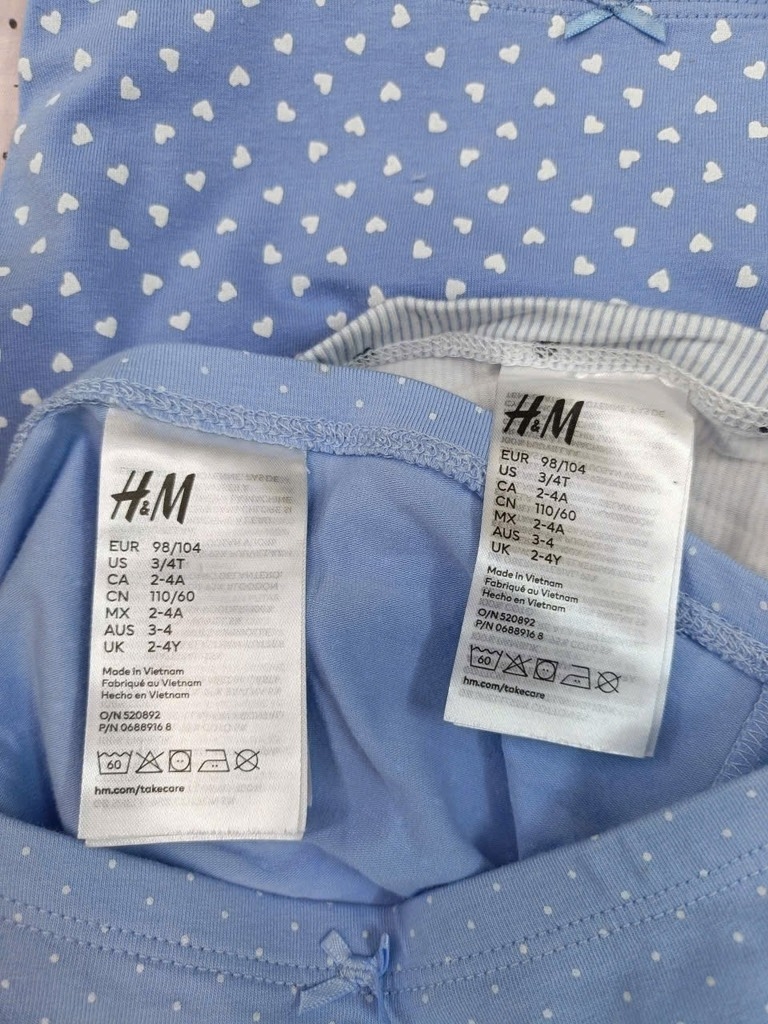 H&M
EUR 98/104
US 3/4T
CA 2-4A
CN 110/60
MX 2-4A
AUS 3-4
UK 2-4Y
Made in Vietnam
Fabriqué au Vietnam
Hecho en Vietnam
O/N 520892
P/N 0688916 8
60
hm.com/takecare
H&M
EUR 98/104
US 3/4T
CA 2-4A
CN 110/60
MX 2-4A
AUS 3-4
UK 2-4Y
Made in Vietnam
Fabriqué au Vietnam
Hecho en Vietnam
O/N 520892
P/N 0688916 8
60
hm.com/takecare